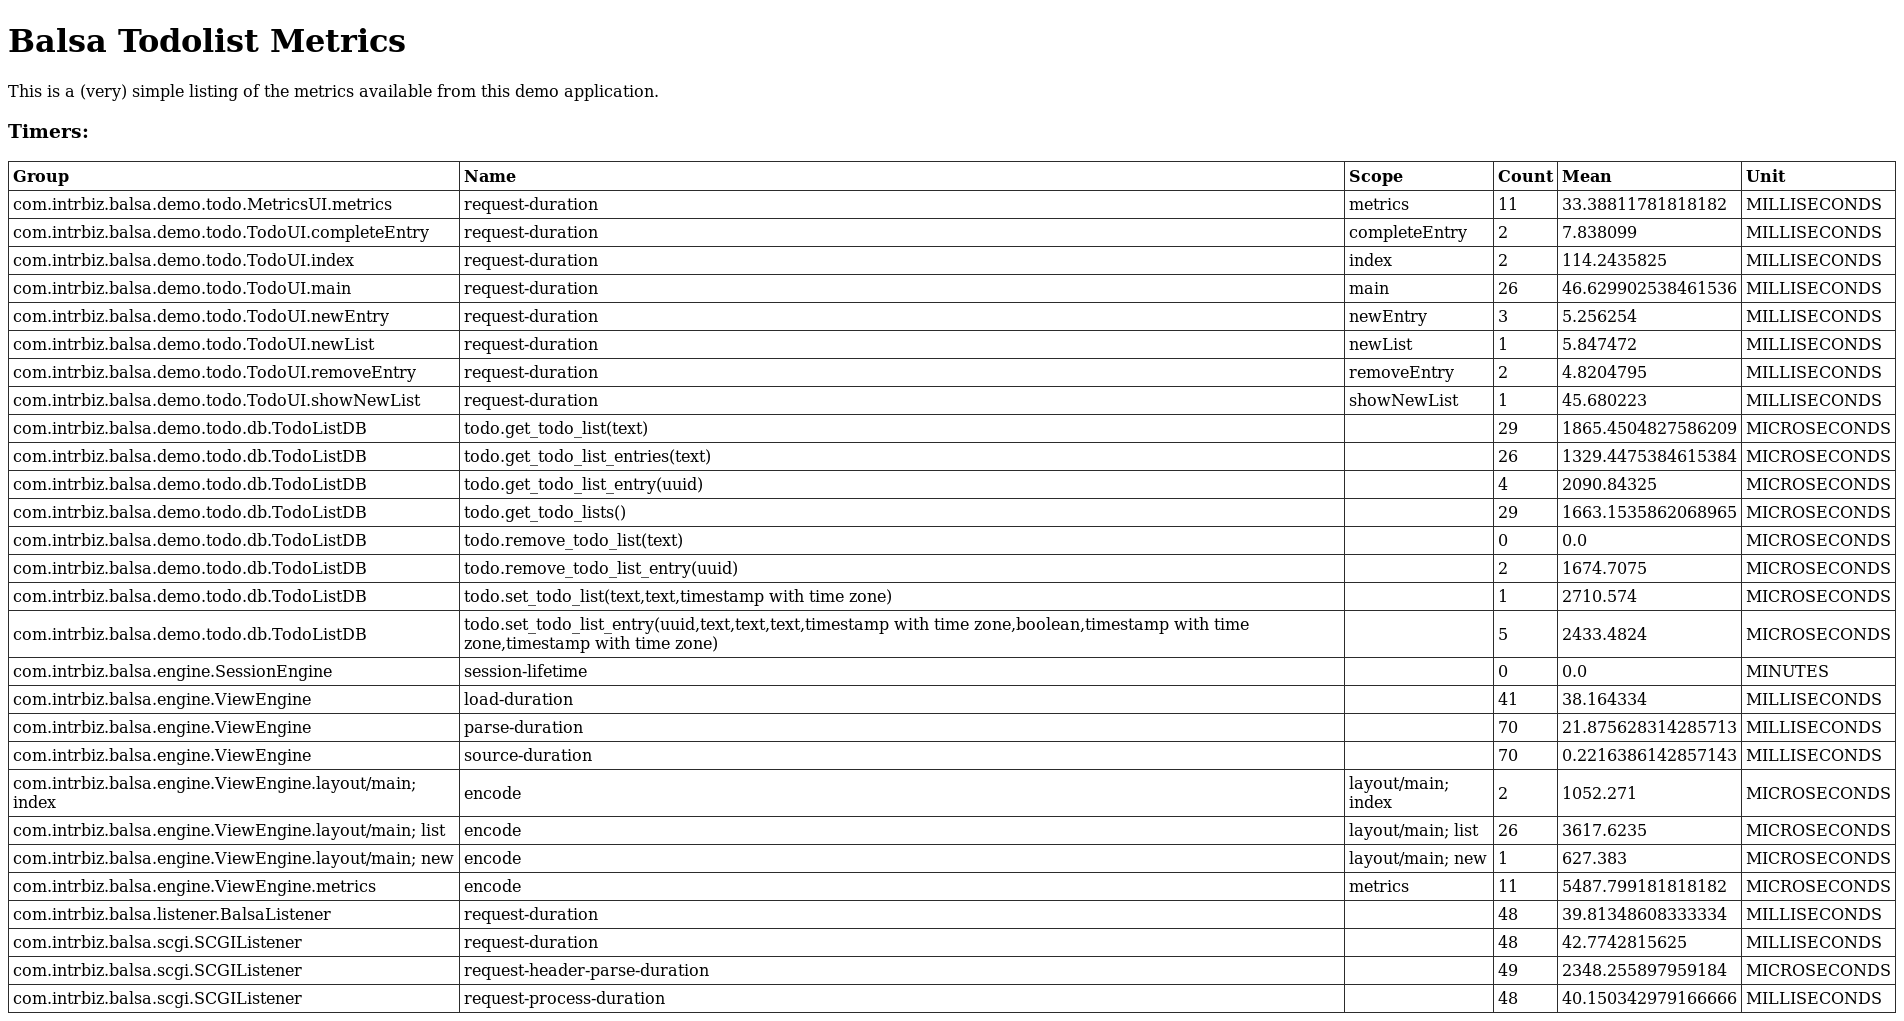 Balsa Todolist Metrics
This is a (very) simple listing of the metrics available from this demo application.
Timers:
Group Name Scope Count Mean Unit
com.intrbiz.balsa.demo.todo.MetricsUI.metrics request-duration metrics 11 33.38811781818182 MILLISECONDS
com.intrbiz.balsa.demo.todo.TodoUI.completeEntry request-duration completeEntry 2 7.838099 MILLISECONDS
com.intrbiz.balsa.demo.todo.TodoUI.index request-duration index 2 114.2435825 MILLISECONDS
com.intrbiz.balsa.demo.todo.TodoUI.main request-duration main 26 46.629902538461536 MILLISECONDS
com.intrbiz.balsa.demo.todo.TodoUI.newEntry request-duration newEntry 3 5.256254 MILLISECONDS
com.intrbiz.balsa.demo.todo.TodoUI.newList request-duration newList 1 5.847472 MILLISECONDS
com.intrbiz.balsa.demo.todo.TodoUI.removeEntry request-duration removeEntry 2 4.8204795 MILLISECONDS
com.intrbiz.balsa.demo.todo.TodoUI.showNewList request-duration showNewList 1 45.680223 MILLISECONDS
com.intrbiz.balsa.demo.todo.db.TodoListDB todo.get_todo_list(text) 29 1865.4504827586209 MICROSECONDS
com.intrbiz.balsa.demo.todo.db.TodoListDB todo.get_todo_list_entries(text) 26 1329.4475384615384 MICROSECONDS
com.intrbiz.balsa.demo.todo.db.TodoListDB todo.get_todo_list_entry(uuid) 4 2090.84325 MICROSECONDS
com.intrbiz.balsa.demo.todo.db.TodoListDB todo.get_todo_lists() 29 1663.1535862068965 MICROSECONDS
com.intrbiz.balsa.demo.todo.db.TodoListDB todo.remove_todo_list(text) 0 0.0 MICROSECONDS
com.intrbiz.balsa.demo.todo.db.TodoListDB todo.remove_todo_list_entry(uuid) 2 1674.7075 MICROSECONDS
com.intrbiz.balsa.demo.todo.db.TodoListDB todo.set_todo_list(text,text,timestamp with time zone) 1 2710.574 MICROSECONDS
com.intrbiz.balsa.demo.todo.db.TodoListDB todo.set_todo_list_entry(uuid,text,text,text,timestamp with time zone,boolean,timestamp with time
zone,timestamp with time zone) 5 2433.4824 MICROSECONDS
com.intrbiz.balsa.engine.SessionEngine session-lifetime 0 0.0 MINUTES
com.intrbiz.balsa.engine.ViewEngine load-duration 41 38.164334 MILLISECONDS
com.intrbiz.balsa.engine.ViewEngine parse-duration 70 21.875628314285713 MILLISECONDS
com.intrbiz.balsa.engine.ViewEngine source-duration 70 0.2216386142857143 MILLISECONDS
com.intrbiz.balsa.engine.ViewEngine.layout/main;
index encode layout/main;
index 2 1052.271 MICROSECONDS
com.intrbiz.balsa.engine.ViewEngine.layout/main; list encode layout/main; list 26 3617.6235 MICROSECONDS
com.intrbiz.balsa.engine.ViewEngine.layout/main; new encode layout/main; new 1 627.383 MICROSECONDS
com.intrbiz.balsa.engine.ViewEngine.metrics encode metrics 11 5487.799181818182 MICROSECONDS
com.intrbiz.balsa.listener.BalsaListener request-duration 48 39.81348608333334 MILLISECONDS
com.intrbiz.balsa.scgi.SCGIListener request-duration 48 42.7742815625 MILLISECONDS
com.intrbiz.balsa.scgi.SCGIListener request-header-parse-duration 49 2348.255897959184 MICROSECONDS
com.intrbiz.balsa.scgi.SCGIListener request-process-duration 48 40.150342979166666 MILLISECONDS